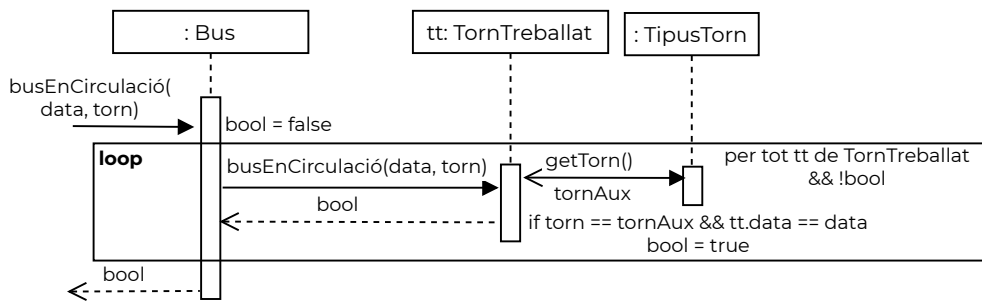 : Bus
tt: TornTreballat
: TipusTorn
busEnCirculació(
data, torn)
bool = false
loop
busEnCirculació(data, torn)
getTorn()
per tot tt de TornTreballat
&& !bool
tornAux
bool
if torn == tornAux && tt.data == data
bool = true
bool